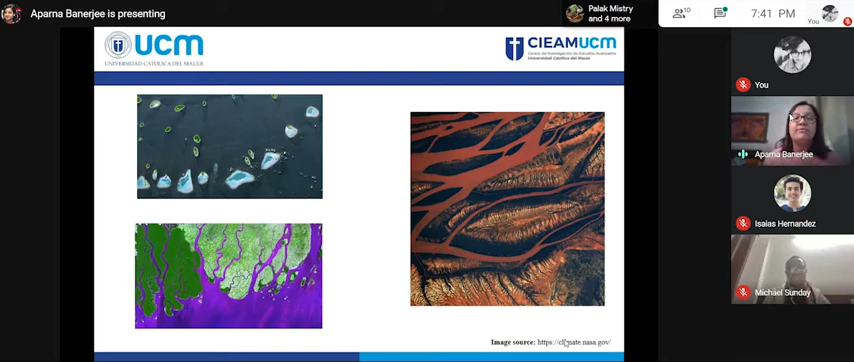 Aparna Banerjee is presenting
Palak Mistry
and 4 more
10
7:41 PM
You
UCM
UNIVERSIDAD CATOLICA DEL MAULE
CIEAMUCM
Centro de Investigación de Estudios Avanzados
Universidad Católica del Maule
You
Aparna Banerjee
Isaias Hernandez
Michael Sunday
Image source: https://climate.nasa.gov/